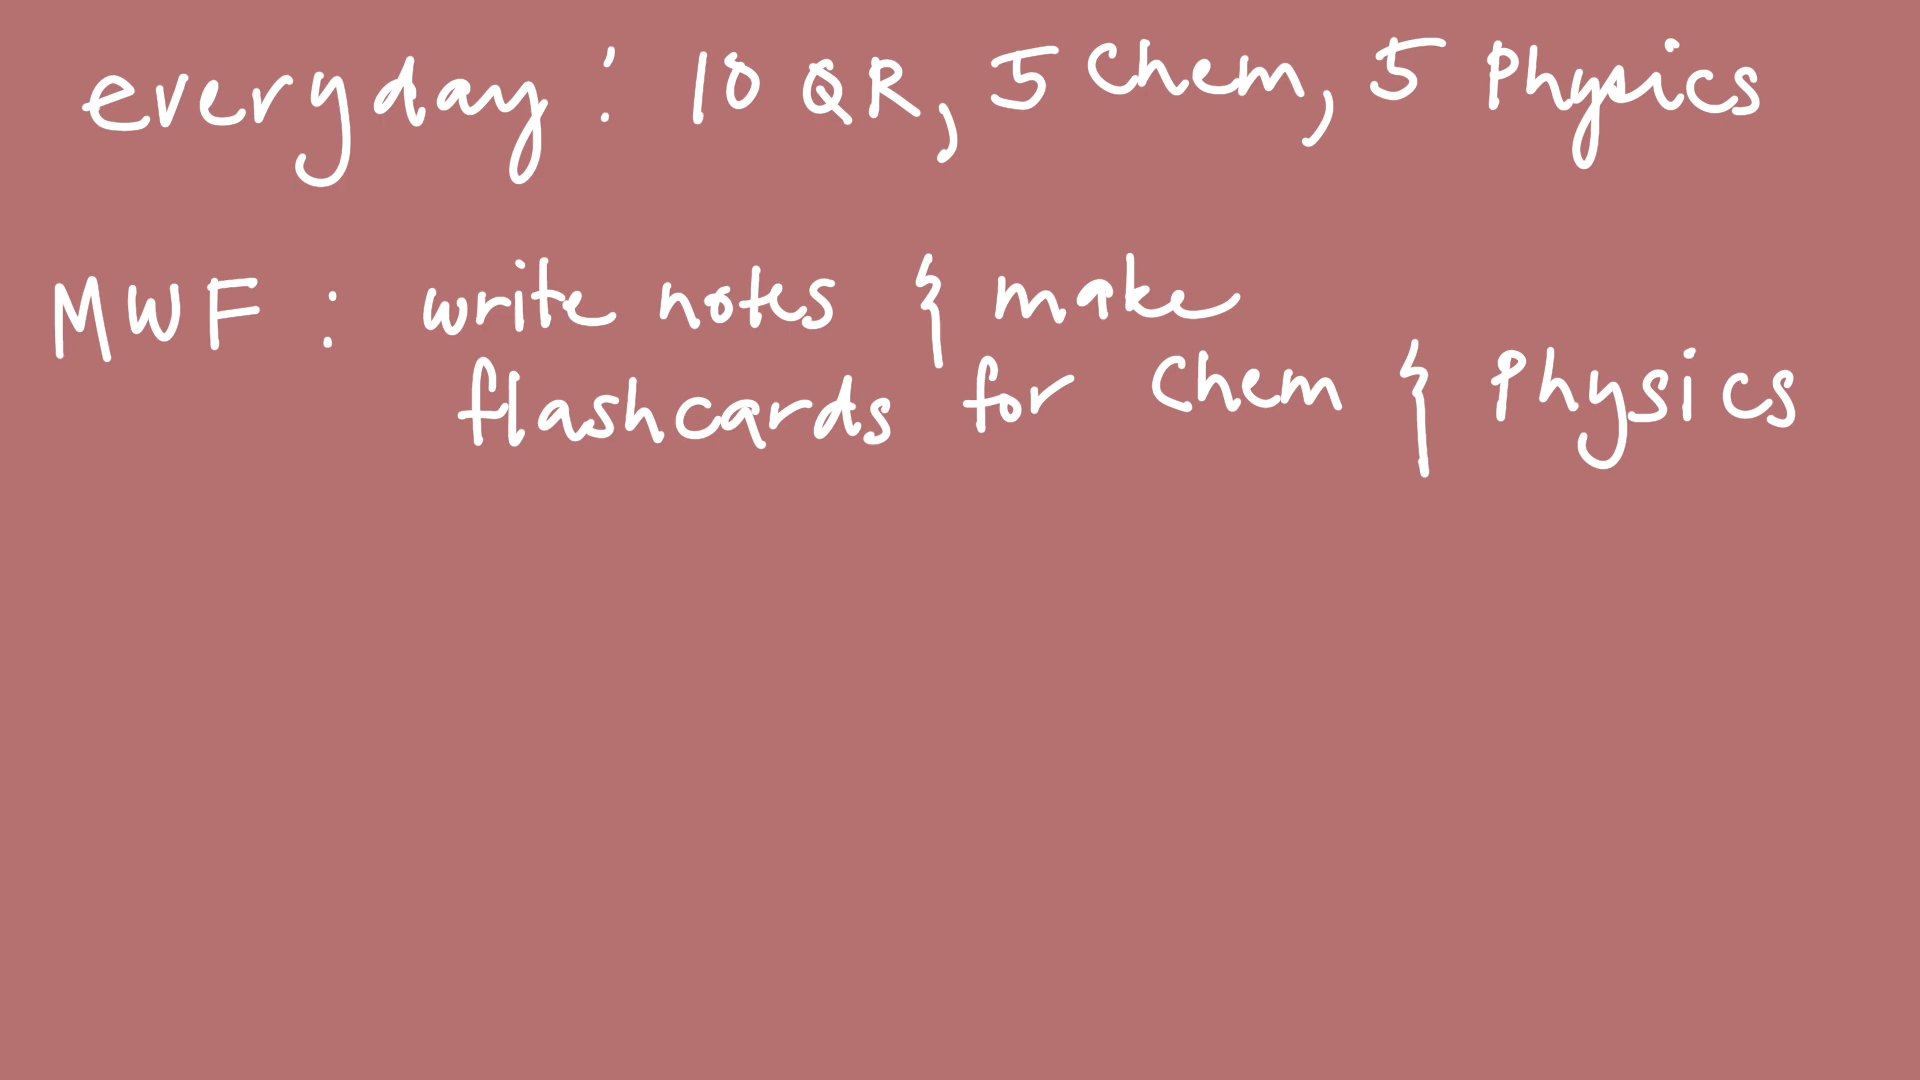 everyday: 10 QR, 5 Chem, 5 Physics
MWF: write notes & make
flashcards for Chem & Physics